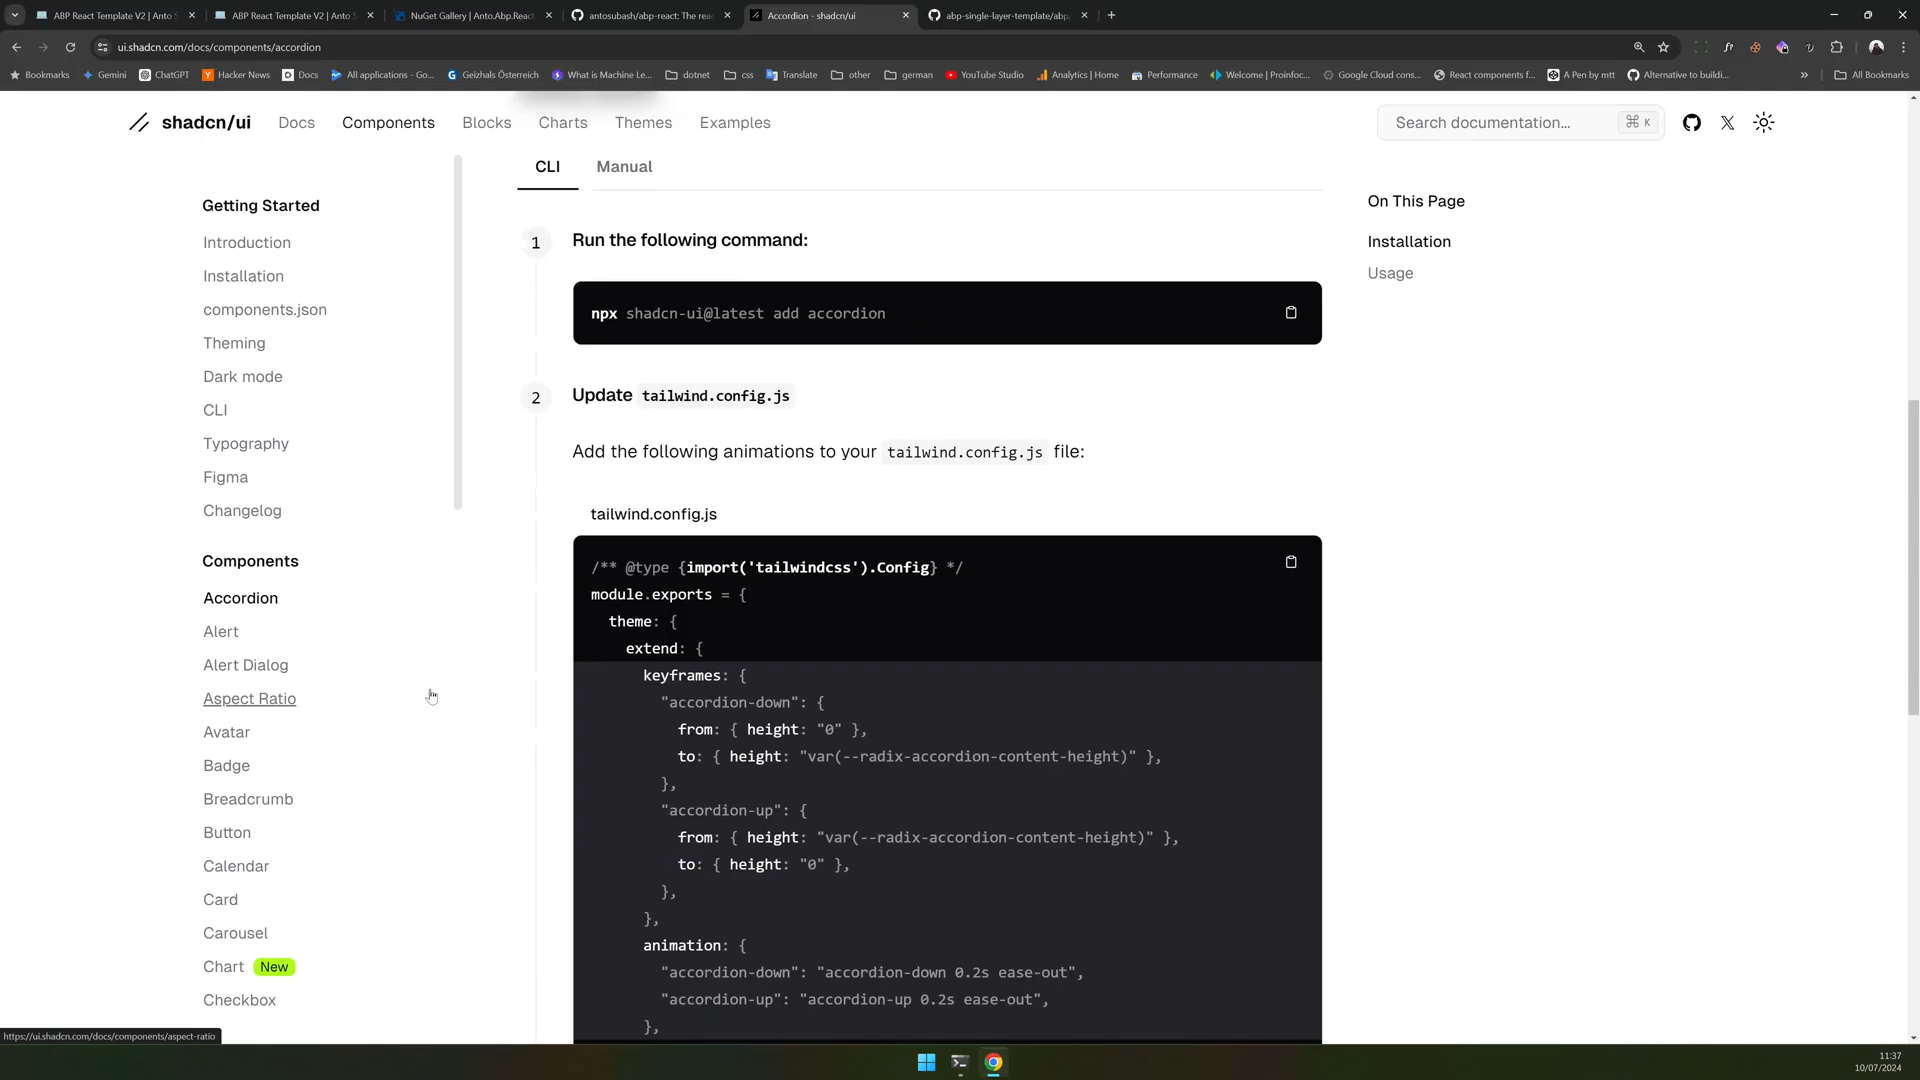 ABP React Template V2 | Anto S
ABP React Template V2 | Anto S
NuGet Gallery | Anto.Abp.React
antosubash/abp-react: The rea
Accordion - shadcn/ui
abp-single-layer-template/abp
ui.shadcn.com/docs/components/accordion
Bookmarks
Gemini
ChatGPT
Hacker News
Docs
All applications - Go...
Geizhals Österreich
What is Machine Le...
dotnet
css
Translate
other
german
YouTube Studio
Analytics | Home
Performance
Welcome | Proinfoc...
Google Cloud cons...
React components f...
A Pen by mtt
Alternative to buildi...
All Bookmarks
shadcn/ui
Docs
Components
Blocks
Charts
Themes
Examples
Search documentation...
⌘ K
Getting Started
Introduction
Installation
components.json
Theming
Dark mode
CLI
Typography
Figma
Changelog
Components
Accordion
Alert
Alert Dialog
Aspect Ratio
Avatar
Badge
Breadcrumb
Button
Calendar
Card
Carousel
Chart New
Checkbox
CLI
Manual
1
Run the following command:
npx shadcn-ui@latest add accordion
2
Update tailwind.config.js
Add the following animations to your tailwind.config.js file:
tailwind.config.js
/** @type {import('tailwindcss').Config} */
module.exports = {
theme: {
extend: {
keyframes: {
"accordion-down": {
from: { height: "0" },
to: { height: "var(--radix-accordion-content-height)" },
},
"accordion-up": {
from: { height: "var(--radix-accordion-content-height)" },
to: { height: "0" },
},
},
animation: {
"accordion-down": "accordion-down 0.2s ease-out",
"accordion-up": "accordion-up 0.2s ease-out",
},
On This Page
Installation
Usage
https://ui.shadcn.com/docs/components/aspect-ratio
11:37
10/07/2024